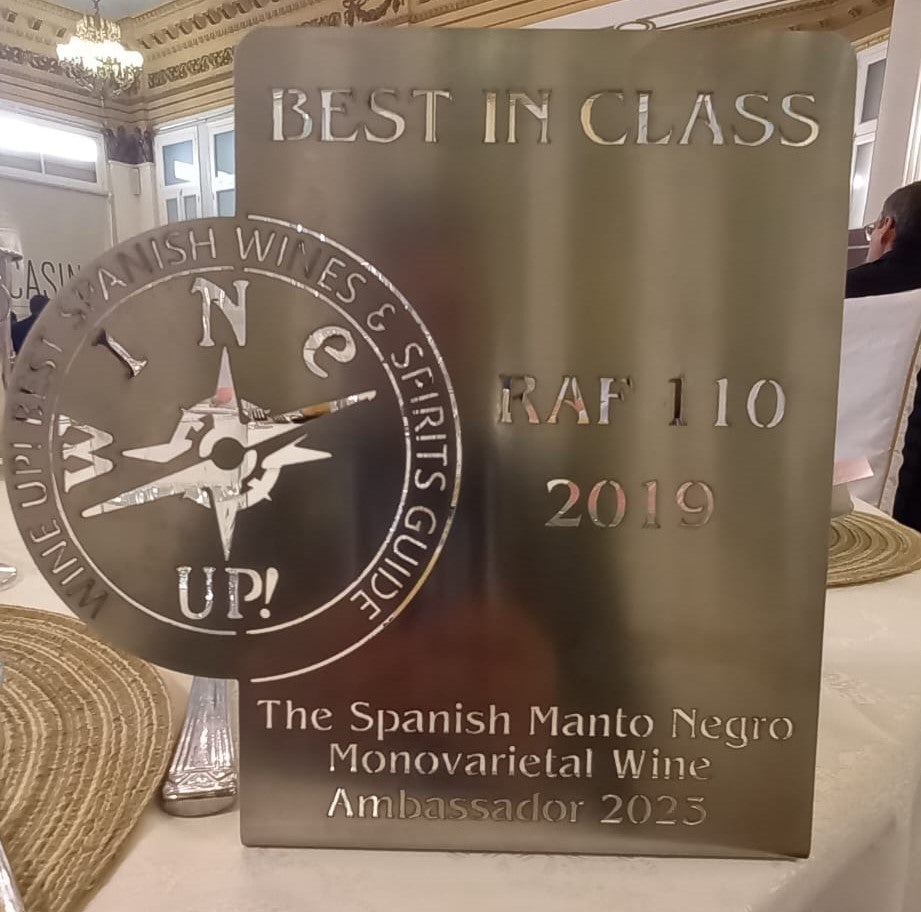 BEST IN CLASS
CASIN
WINE UP! BEST SPANISH WINES & SPIRITS GUIDE
WINE
UP!
RAF 110
2019
The Spanish Manto Negro
Monovarietal Wine
Ambassador 2023